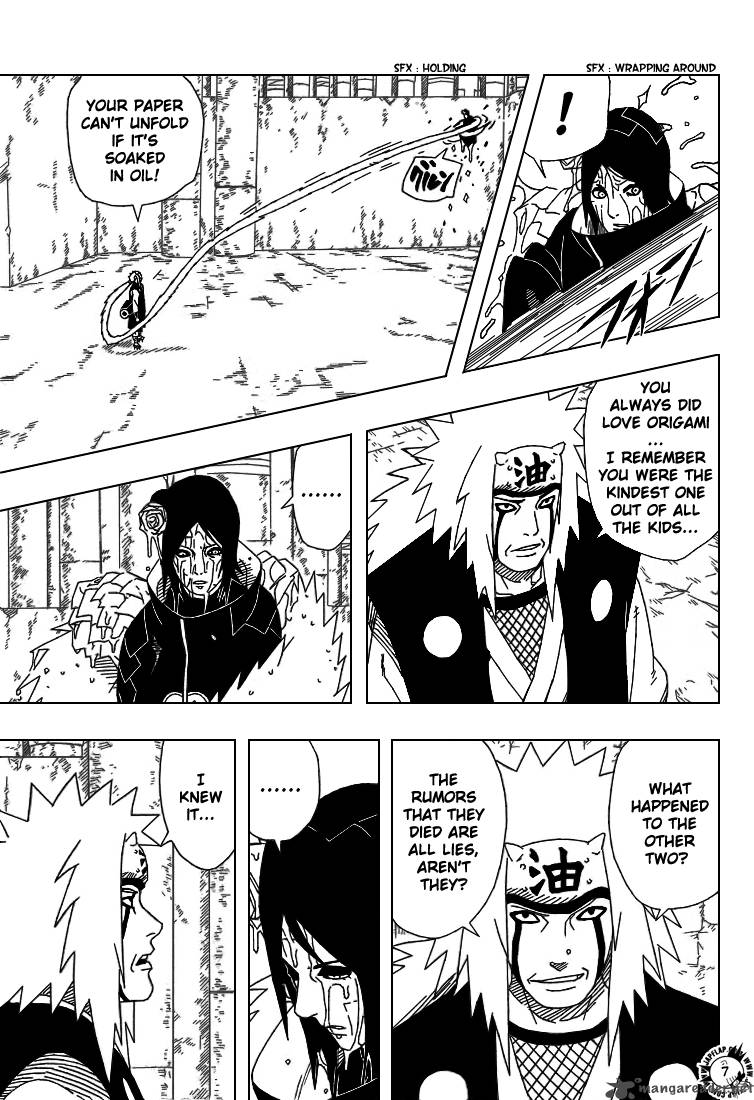 SFX : HOLDING
SFX : WRAPPING AROUND
!
YOUR PAPER
CAN'T UNFOLD
IF IT'S
SOAKED
IN OIL!
YOU
ALWAYS DID
LOVE ORIGAMI
...
I REMEMBER
YOU WERE THE
KINDEST ONE
OUT OF ALL
THE KIDS...
油
.......
WHAT
HAPPENED
TO THE
OTHER
TWO?
THE
RUMORS
THAT THEY
DIED ARE
ALL LIES,
AREN'T
THEY?
油
......
I
KNEW
IT...
7